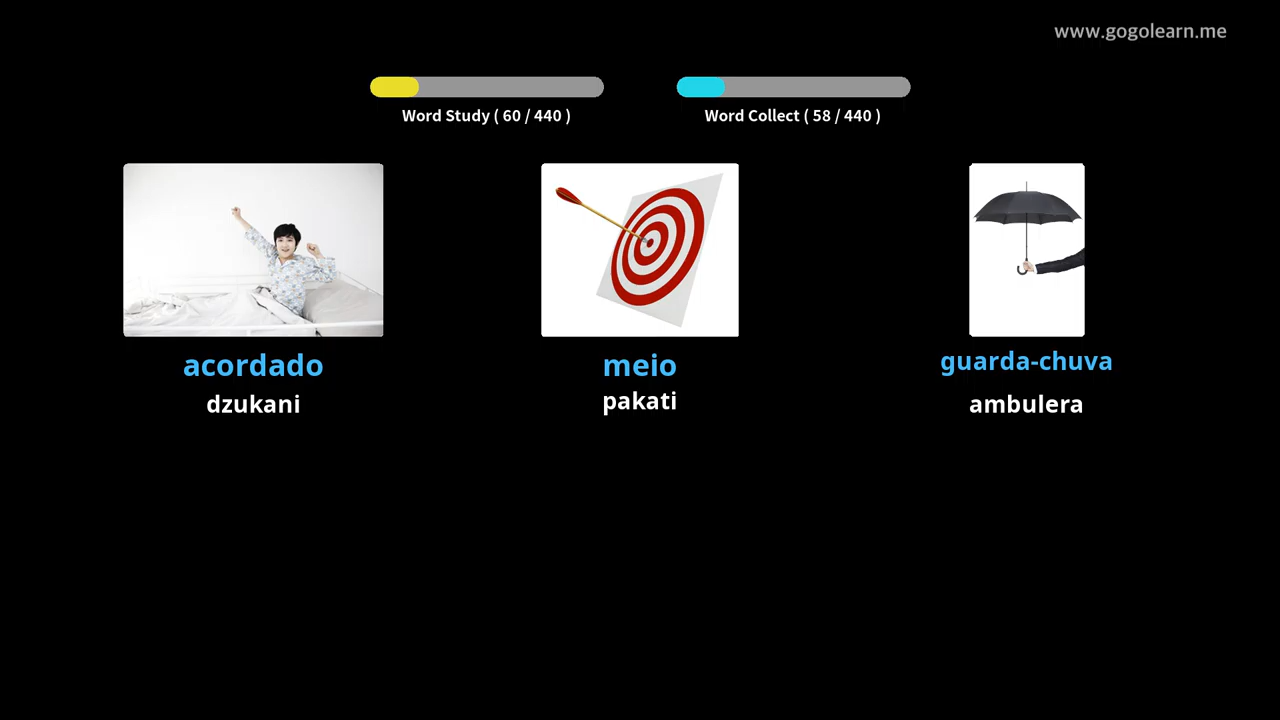 www.gogolearn.me
Word Study ( 60 / 440 )
Word Collect ( 58 / 440 )
acordado
dzukani
meio
pakati
guarda-chuva
ambulera